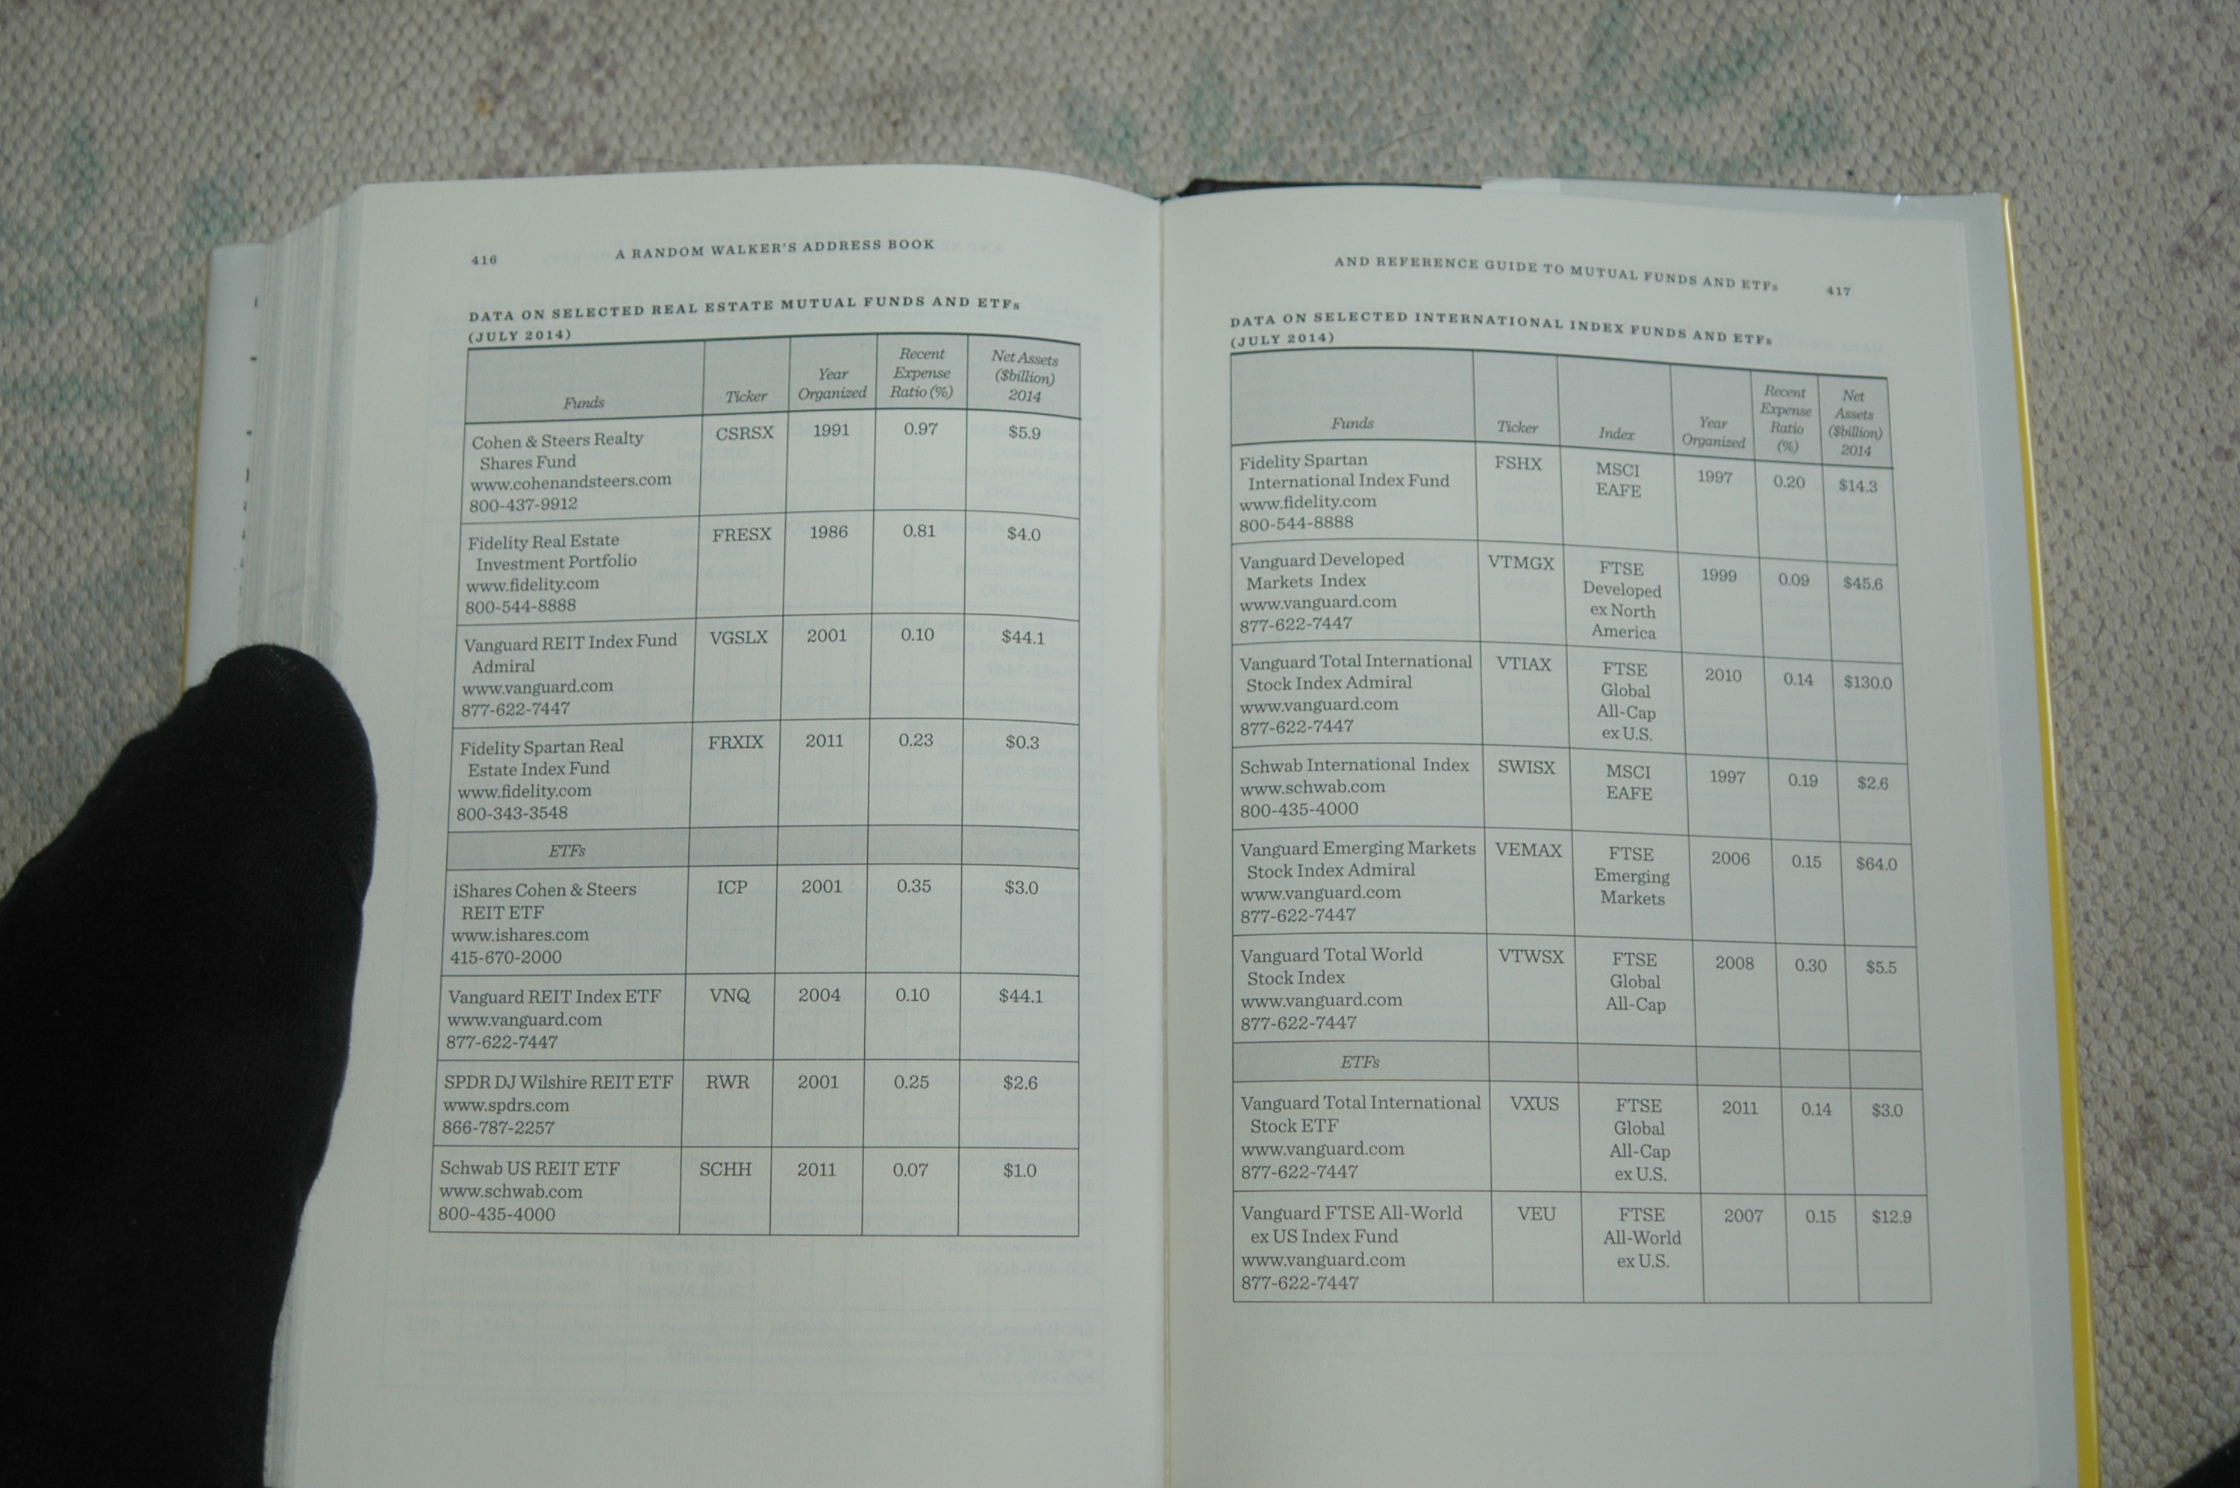 416 A RANDOM WALKER'S ADDRESS BOOK
DATA ON SELECTED REAL ESTATE MUTUAL FUNDS AND ETFs
(JULY 2014)
Funds Ticker Year Organized Recent Expense Ratio (%) Net Assets ($billion) 2014
Cohen & Steers Realty CSRSX 1991 0.97 $5.9
Shares Fund
www.cohenandsteers.com
800-437-9912
Fidelity Real Estate FRESX 1986 0.81 $4.0
Investment Portfolio
www.fidelity.com
800-544-8888
Vanguard REIT Index Fund VGSLX 2001 0.10 $44.1
Admiral
www.vanguard.com
877-622-7447
Fidelity Spartan Real FRXIX 2011 0.23 $0.3
Estate Index Fund
www.fidelity.com
800-343-3548
ETFs
iShares Cohen & Steers ICP 2001 0.35 $3.0
REIT ETF
www.ishares.com
415-670-2000
Vanguard REIT Index ETF VNQ 2004 0.10 $44.1
www.vanguard.com
877-622-7447
SPDR DJ Wilshire REIT ETF RWR 2001 0.25 $2.6
www.spdrs.com
866-787-2257
Schwab US REIT ETF SCHH 2011 0.07 $1.0
www.schwab.com
800-435-4000
AND REFERENCE GUIDE TO MUTUAL FUNDS AND ETFs 417
DATA ON SELECTED INTERNATIONAL INDEX FUNDS AND ETFs
(JULY 2014)
Funds Ticker Index Year Organized Recent Expense Ratio (%) Net Assets ($billion) 2014
Fidelity Spartan FSHX MSCI 1997 0.20 $14.3
International Index Fund EAFE
www.fidelity.com
800-544-8888
Vanguard Developed VTMGX FTSE 1999 0.09 $45.6
Markets Index Developed
www.vanguard.com ex North
877-622-7447 America
Vanguard Total International VTIAX FTSE 2010 0.14 $130.0
Stock Index Admiral Global
www.vanguard.com All-Cap
877-622-7447 ex U.S.
Schwab International Index SWISX MSCI 1997 0.19 $2.6
www.schwab.com EAFE
800-435-4000
Vanguard Emerging Markets VEMAX FTSE 2006 0.15 $64.0
Stock Index Admiral Emerging
www.vanguard.com Markets
877-622-7447
Vanguard Total World VTWSX FTSE 2008 0.30 $5.5
Stock Index Global
www.vanguard.com All-Cap
877-622-7447
ETFs
Vanguard Total International VXUS FTSE 2011 0.14 $3.0
Stock ETF Global
www.vanguard.com All-Cap
877-622-7447 ex U.S.
Vanguard FTSE All-World VEU FTSE 2007 0.15 $12.9
ex US Index Fund All-World
www.vanguard.com ex U.S.
877-622-7447